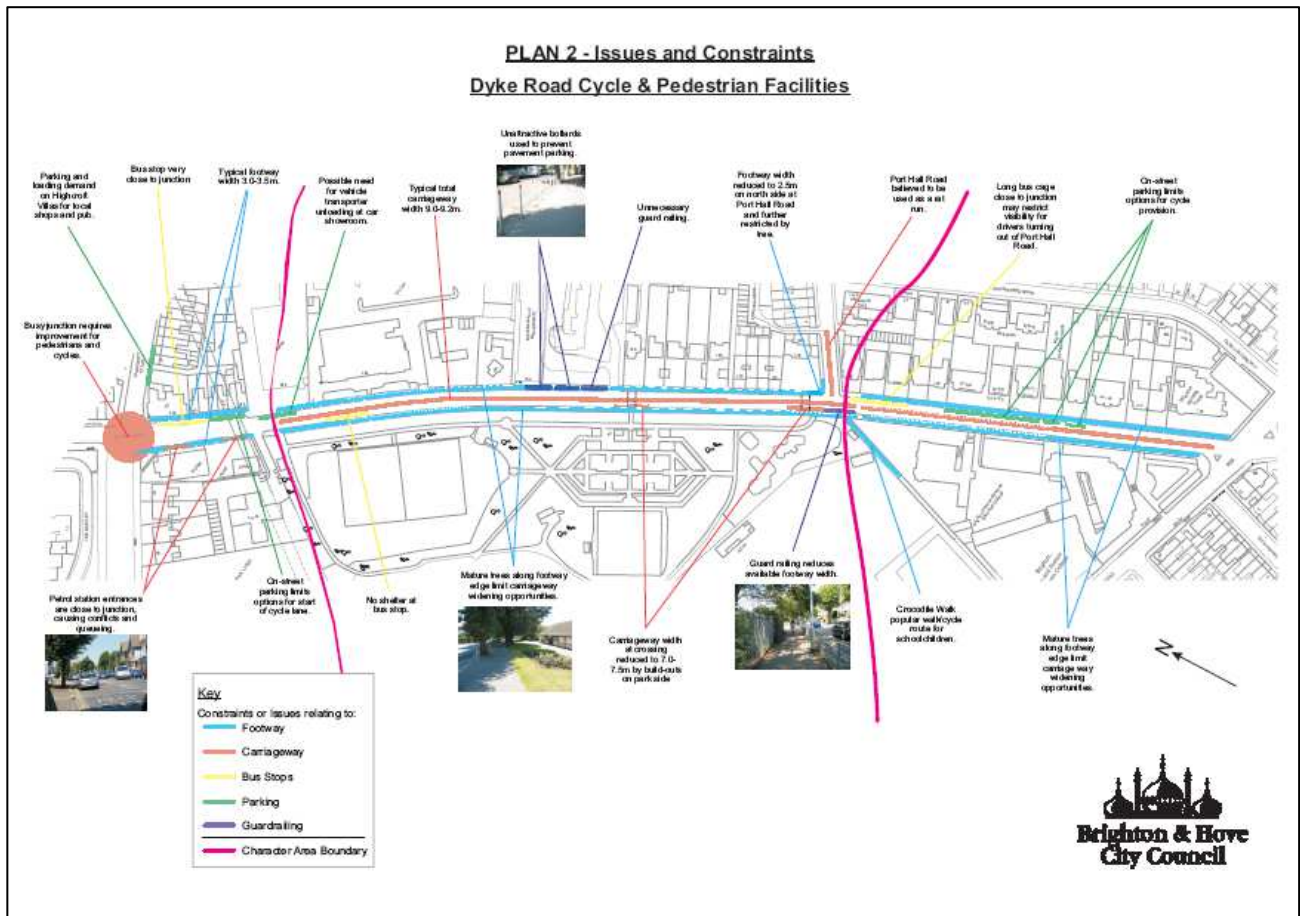 PLAN 2 - Issues and Constraints
Dyke Road Cycle & Pedestrian Facilities
Unattractive bollards
used to prevent
pavement parking.
Parking and
loading demand
on Highcroft
Villas for local
shops and pub.
Bus stop very
close to junction
Typical footway
width 3.0-3.5m.
Possible need
for vehicle
transporter
unloading at car
showroom.
Typical total
carriageway
width 9.0-9.2m.
Unnecessary
guard railing.
Footway width
reduced to 2.5m
on north side at
Port Hall Road
and further
restricted by
tree.
Port Hall Road
believed to be
used as a rat
run.
Long bus cage
close to junction
may restrict
visibility for
drivers turning
out of Port Hall
Road.
On-street
parking limits
options for cycle
provision.
Busy junction requires
improvement for
pedestrians and
cycles.
Petrol station entrances
are close to junction,
causing conflicts and
queueing.
On-street
parking limits
options for start
of cycle lane.
No shelter at
bus stop.
Mature trees along footway
edge limit carriageway
widening opportunities.
Carriageway width
at crossing
reduced to 7.0-
7.5m by build-outs
on park side
Guard railing reduces
available footway width.
Crocodile Walk
popular walk/cycle
route for
schoolchildren.
Mature trees
along footway
edge limit carriage way
widening
opportunities.
N
Key
Constraints or Issues relating to:
Footway
Carriageway
Bus Stops
Parking
Guardrailing
Character Area Boundary
Brighton & Hove
City Council